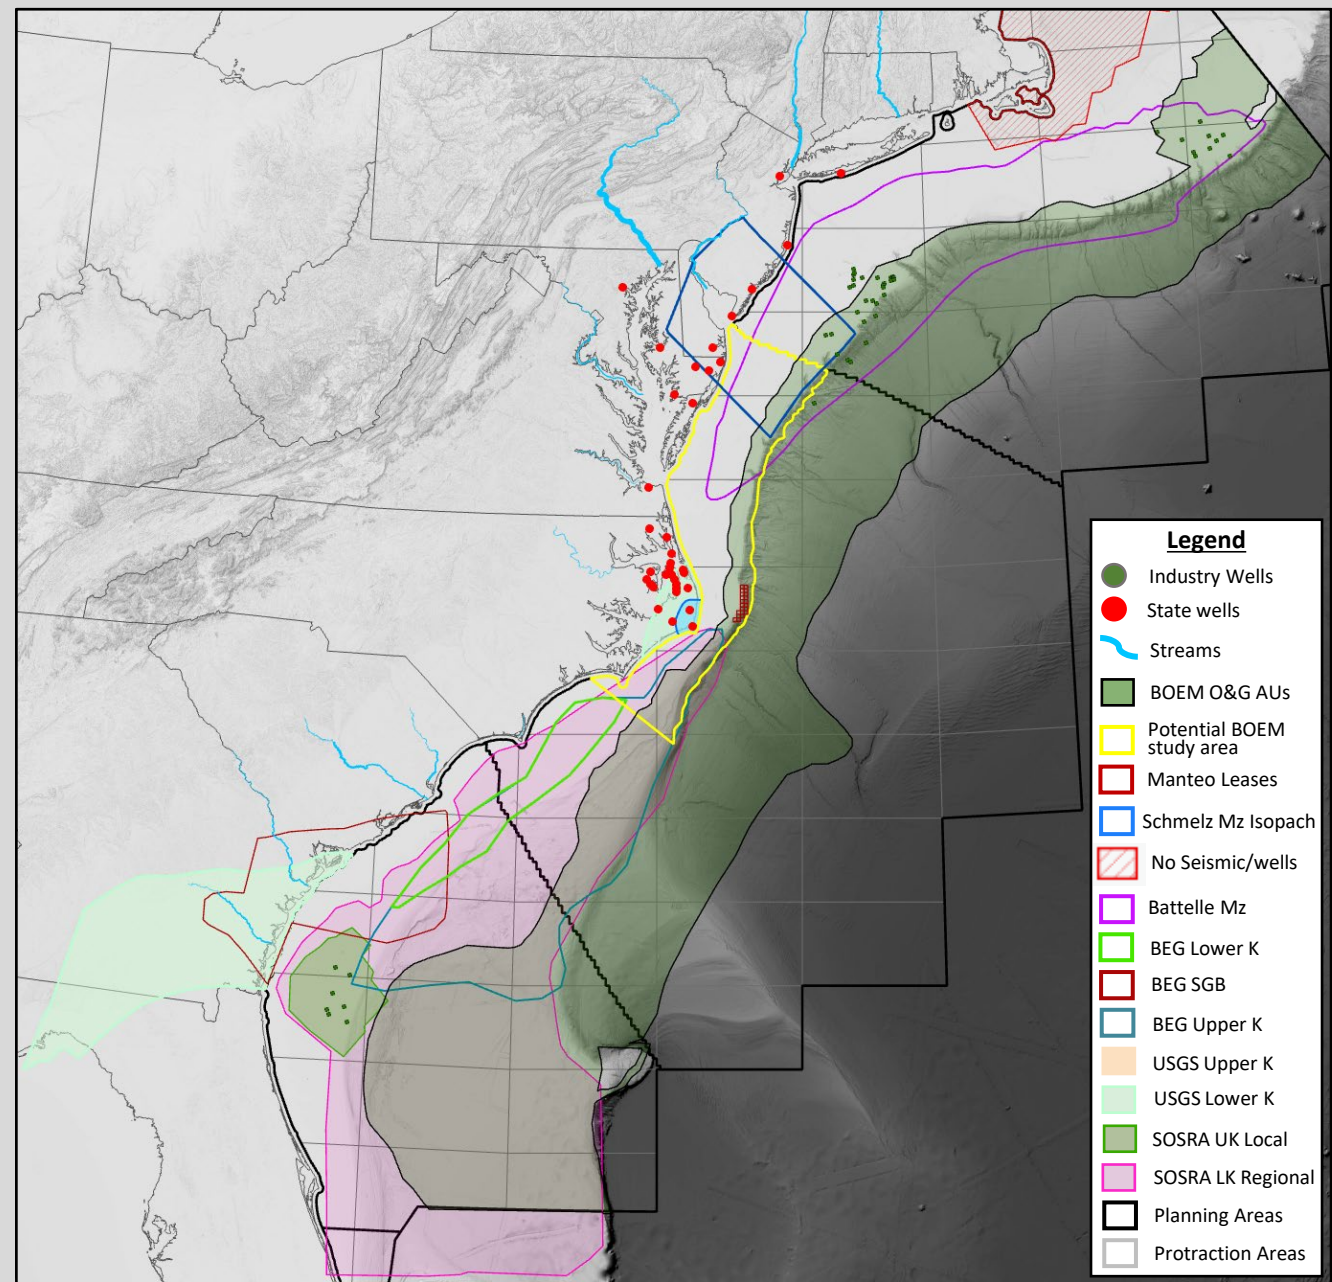 Legend
Industry Wells
State wells
Streams
BOEM O&G AUs
Potential BOEM
study area
Manteo Leases
Schmelz Mz Isopach
No Seismic/wells
Battelle Mz
BEG Lower K
BEG SGB
BEG Upper K
USGS Upper K
USGS Lower K
SOSRA UK Local
SOSRA LK Regional
Planning Areas
Protraction Areas